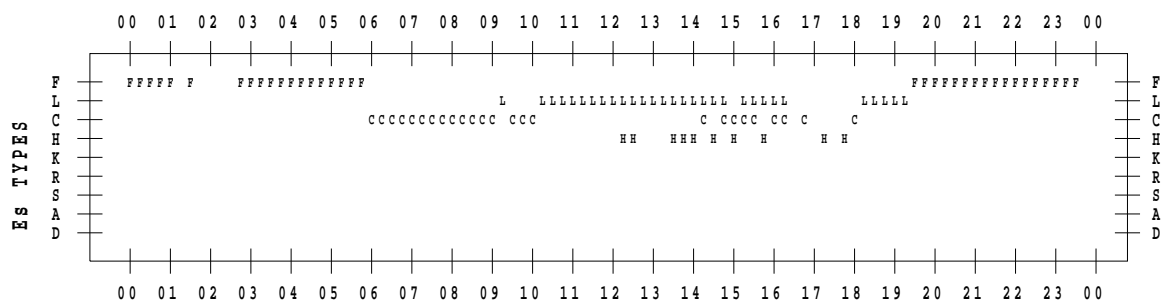 00 01 02 03 04 05 06 07 08 09 10 11 12 13 14 15 16 17 18 19 20 21 22 23 00
F FFFFF F FFFFFFFFFFFFF FFFFFFFFFFFFFFFFF F
L L LLLLLLLLLLLLLLLLLLL LLLLL LLLLL L
C CCCCCCCCCCCCC CCC C CCCC CC C C C
H HH HHH H H H H H H
K K
R R
S S
A A
D D
Es TYPES
00 01 02 03 04 05 06 07 08 09 10 11 12 13 14 15 16 17 18 19 20 21 22 23 00